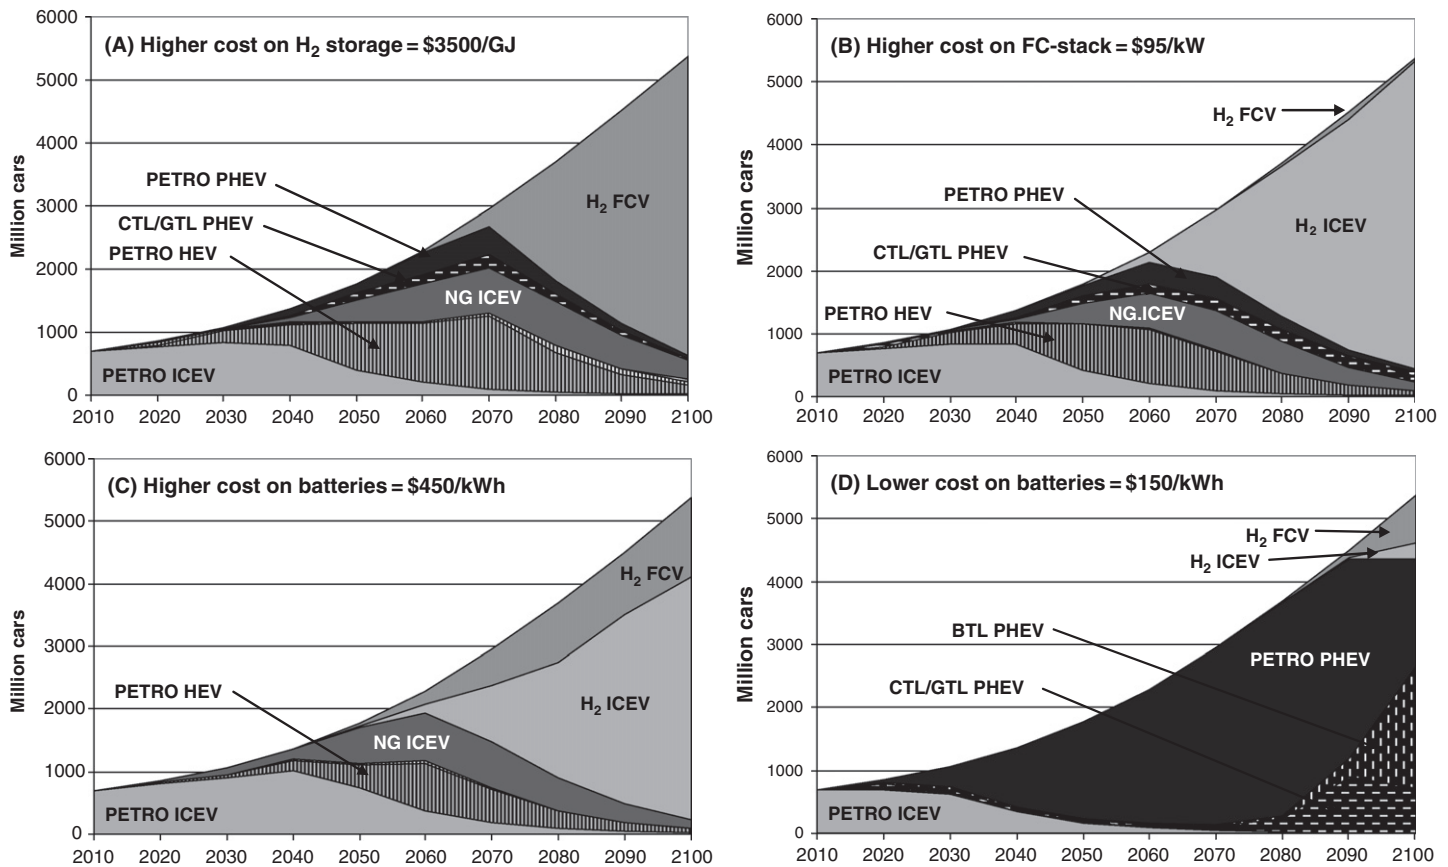 (A) Higher cost on H2 storage = $3500/GJ
Million cars
6000
5000
4000
3000
2000
1000
0
PETRO PHEV
CTL/GTL PHEV
PETRO HEV
H2 FCV
NG ICEV
PETRO ICEV
2010 2020 2030 2040 2050 2060 2070 2080 2090 2100
(B) Higher cost on FC-stack = $95/kW
Million cars
6000
5000
4000
3000
2000
1000
0
H2 FCV
PETRO PHEV
H2 ICEV
CTL/GTL PHEV
PETRO HEV
NG.ICEV
PETRO ICEV
2010 2020 2030 2040 2050 2060 2070 2080 2090 2100
(C) Higher cost on batteries = $450/kWh
Million cars
6000
5000
4000
3000
2000
1000
0
H2 FCV
PETRO HEV
H2 ICEV
NG ICEV
PETRO ICEV
2010 2020 2030 2040 2050 2060 2070 2080 2090 2100
(D) Lower cost on batteries = $150/kWh
Million cars
6000
5000
4000
3000
2000
1000
0
H2 FCV
H2 ICEV
BTL PHEV
PETRO PHEV
CTL/GTL PHEV
PETRO ICEV
2010 2020 2030 2040 2050 2060 2070 2080 2090 2100